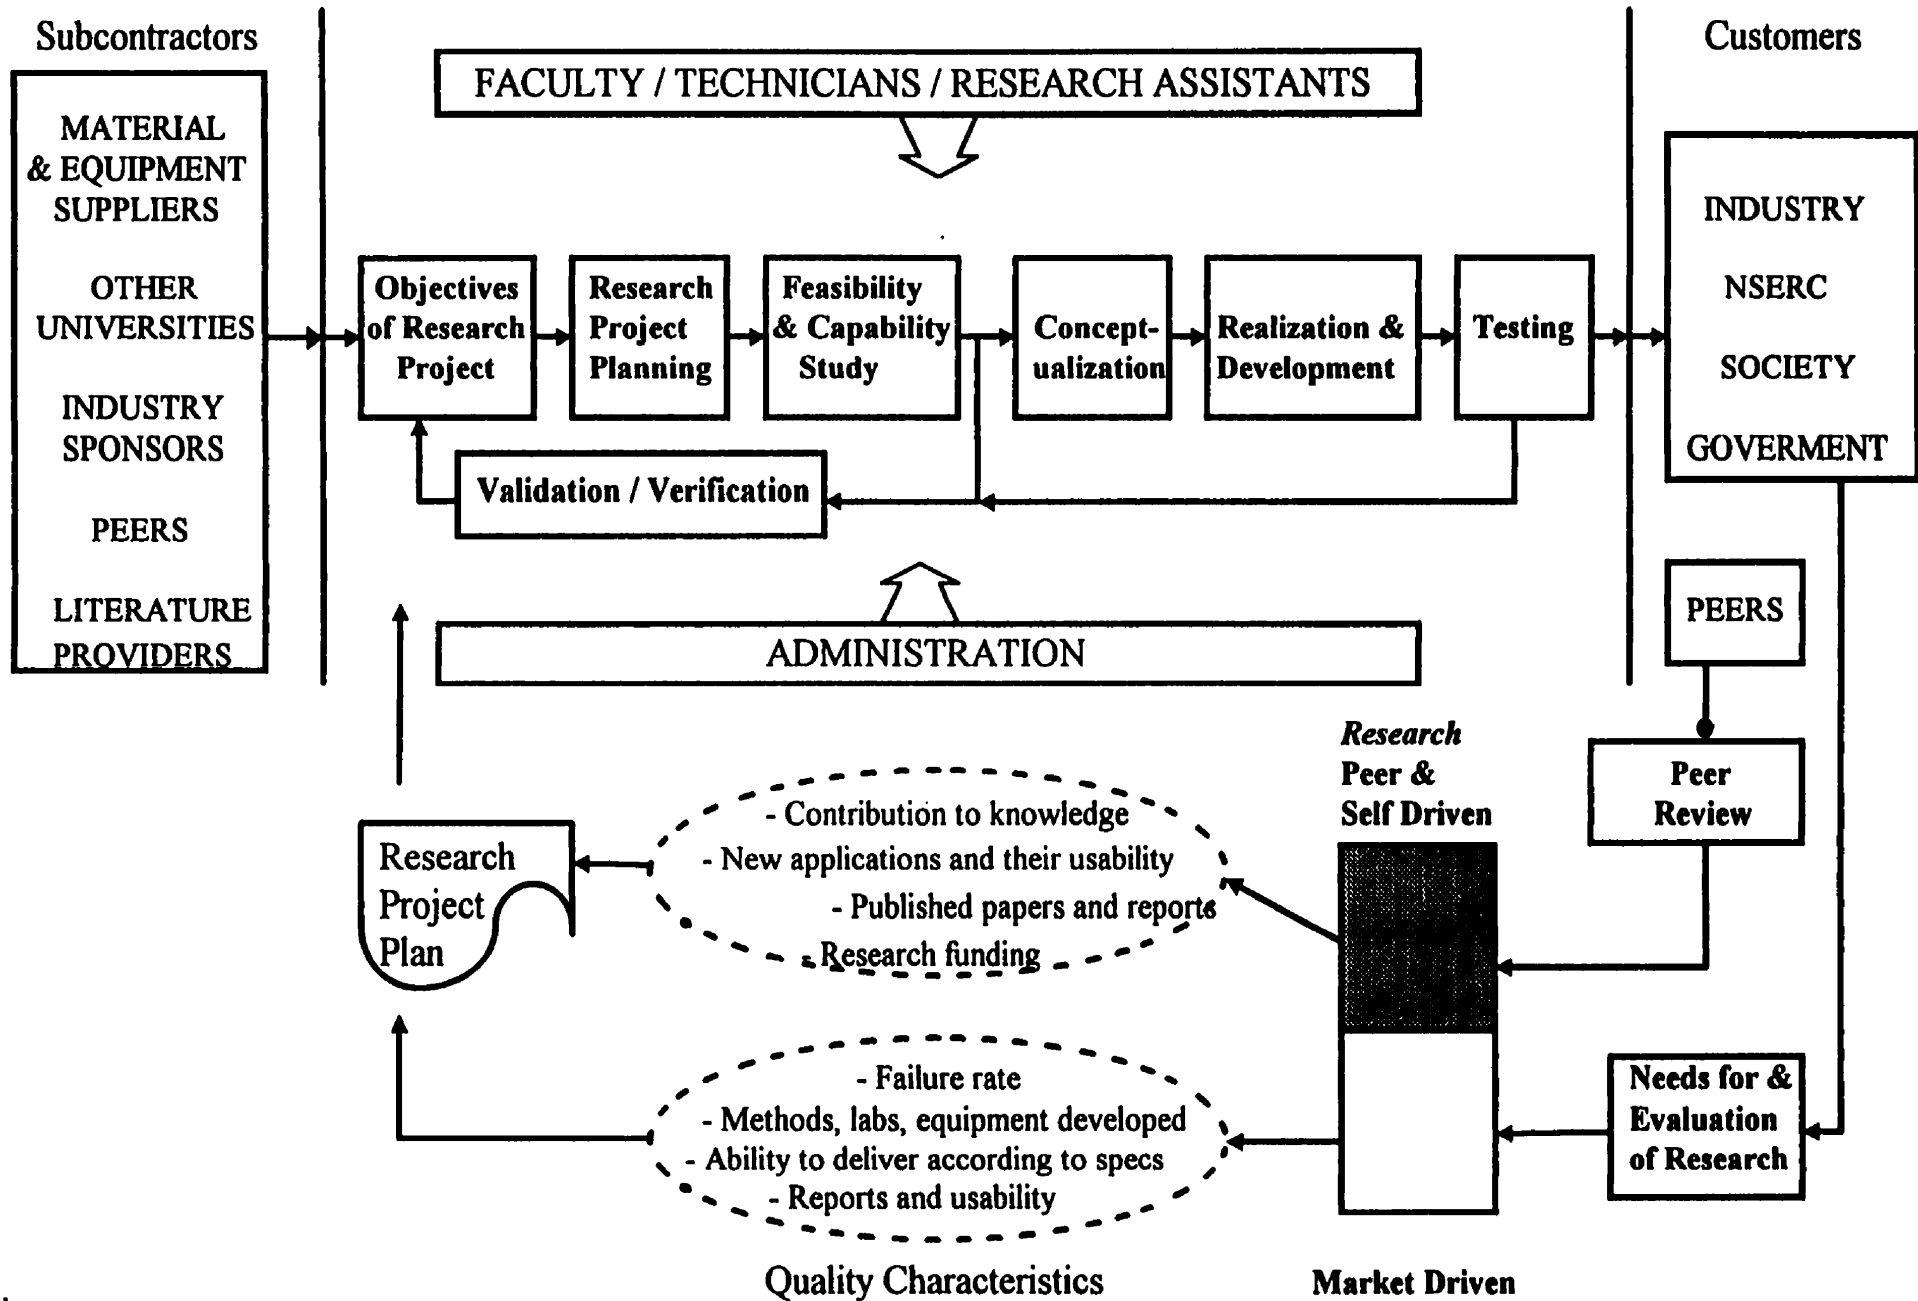 Subcontractors
MATERIAL
& EQUIPMENT
SUPPLIERS
OTHER
UNIVERSITIES
INDUSTRY
SPONSORS
PEERS
LITERATURE
PROVIDERS
FACULTY / TECHNICIANS / RESEARCH ASSISTANTS
Objectives
of Research
Project
Research
Project
Planning
Feasibility
& Capability
Study
Concept-
ualization
Realization &
Development
Testing
Validation / Verification
ADMINISTRATION
Customers
INDUSTRY
NSERC
SOCIETY
GOVERMENT
PEERS
Peer
Review
Research
Peer &
Self Driven
- Contribution to knowledge
- New applications and their usability
- Published papers and reports
- Research funding
Research
Project
Plan
- Failure rate
- Methods, labs, equipment developed
- Ability to deliver according to specs
- Reports and usability
Needs for &
Evaluation
of Research
Quality Characteristics
Market Driven